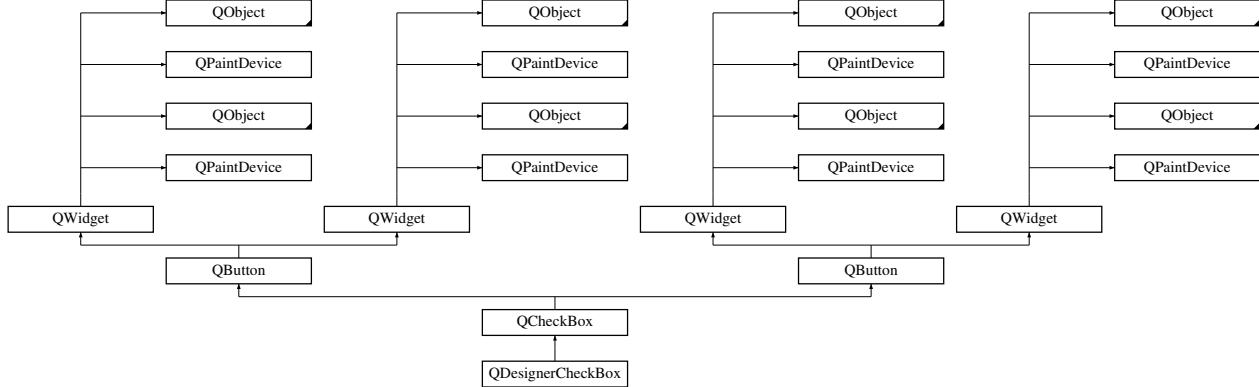 QObject QObject QObject QObject
QPaintDevice QPaintDevice QPaintDevice QPaintDevice
QObject QObject QObject QObject
QPaintDevice QPaintDevice QPaintDevice QPaintDevice
QWidget QWidget QWidget QWidget
QButton QButton
QCheckBox
QDesignerCheckBox